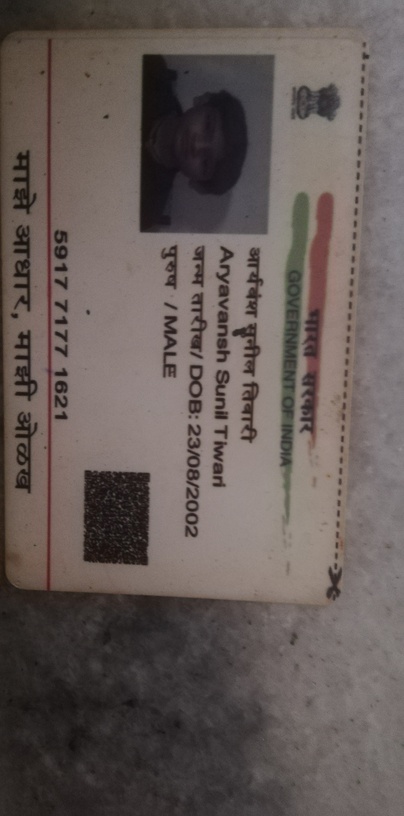 भारत सरकार
GOVERNMENT OF INDIA
आर्यवंश सुनील तिवारी
Aryavansh Sunil Tiwari
जन्म तारीख/ DOB: 23/08/2002
पुरुष / MALE
5917 7177 1621
माझे आधार, माझी ओळख